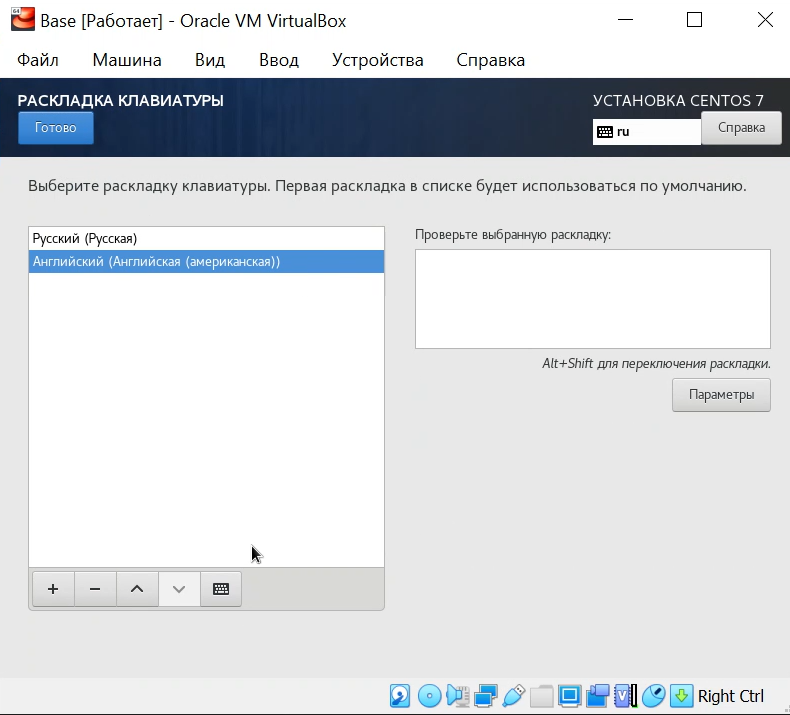 Base [Работает] - Oracle VM VirtualBox
Файл Машина Вид Ввод Устройства Справка
РАСКЛАДКА КЛАВИАТУРЫ
УСТАНОВКА CENTOS 7
Готово
ru
Справка
Выберите раскладку клавиатуры. Первая раскладка в списке будет использоваться по умолчанию.
Русский (Русская)
Английский (Английская (американская))
Проверьте выбранную раскладку:
Alt+Shift для переключения раскладки.
Параметры
Right Ctrl